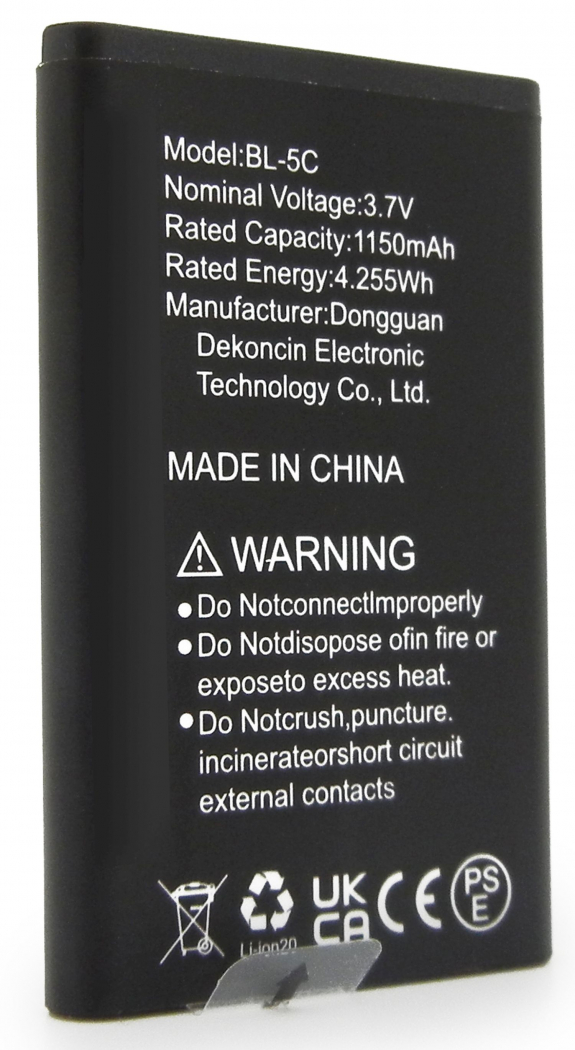 Model:BL-5C
Nominal Voltage:3.7V
Rated Capacity:1150mAh
Rated Energy:4.255Wh
Manufacturer:Dongguan
Dekoncin Electronic
Technology Co., Ltd.
MADE IN CHINA
WARNING
Do NotconnectImproperly
Do Notdisopose ofin fire or
exposeto excess heat.
Do Notcrush,puncture.
incinerateorshort circuit
external contacts
Li-ion20
UK
CA
CE
PS
E